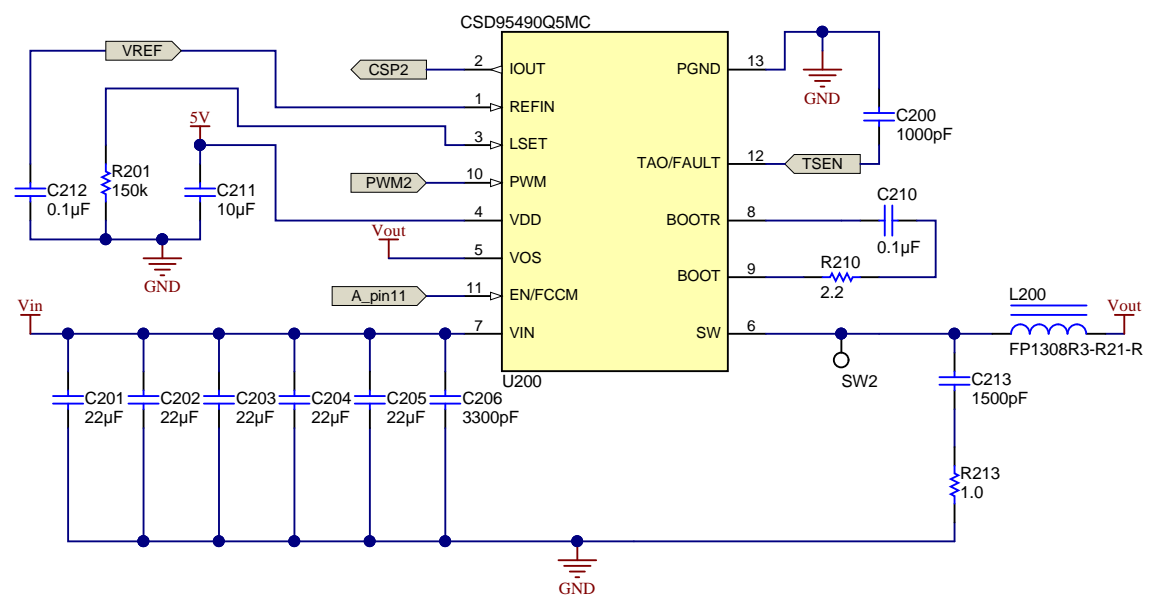 CSD95490Q5MC
VREF
CSP2
2
IOUT
PGND
13
GND
1
REFIN
C200
1000pF
5V
3
LSET
R201
150k
TAO/FAULT
12
TSEN
C212
0.1µF
C211
10µF
PWM2
10
PWM
C210
0.1µF
4
VDD
BOOTR
8
Vout
5
VOS
GND
BOOT
9
R210
2.2
A_pin11
11
EN/FCCM
Vin
7
VIN
SW
6
L200
Vout
FP1308R3-R21-R
SW2
U200
C213
1500pF
C201
22µF
C202
22µF
C203
22µF
C204
22µF
C205
22µF
C206
3300pF
R213
1.0
GND